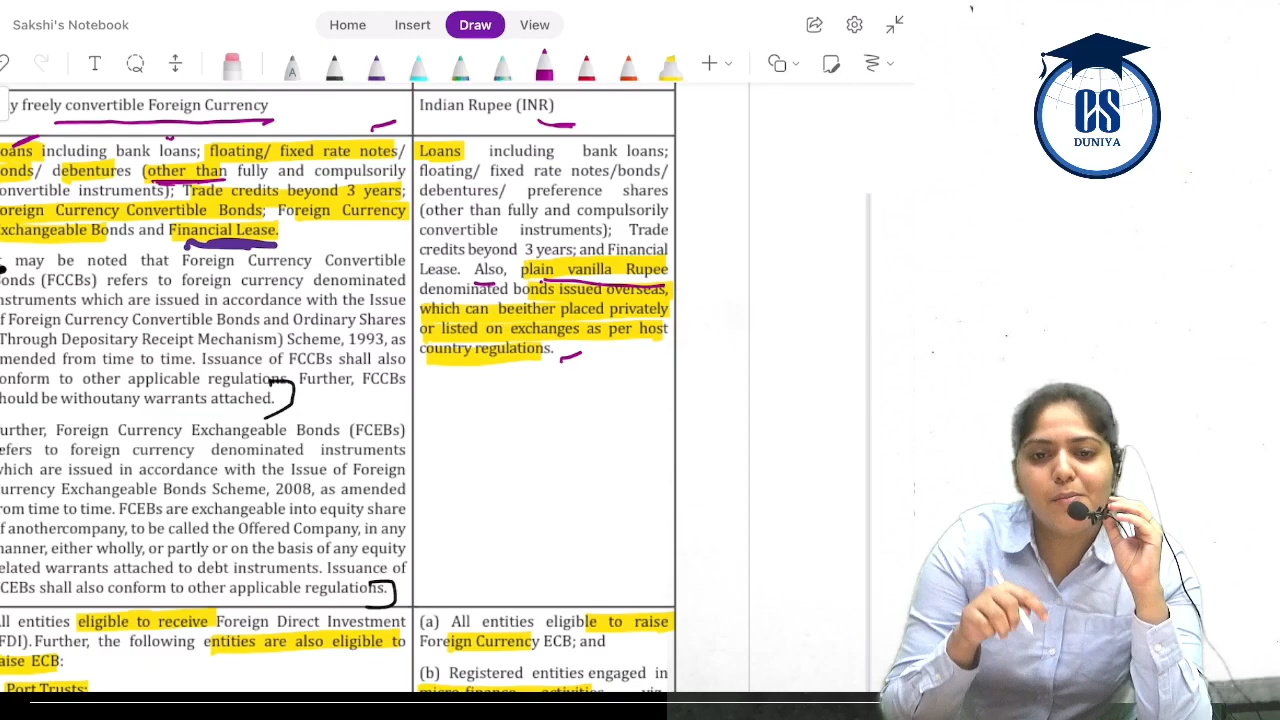 Sakshi's Notebook
Home Insert Draw View
y freely convertible Foreign Currency
Indian Rupee (INR)
oans including bank loans; floating/ fixed rate notes/
onds/ debentures (other than fully and compulsorily
onvertible instruments); Trade credits beyond 3 years;
oreign Currency Convertible Bonds; Foreign Currency
xchangeable Bonds and Financial Lease.
may be noted that Foreign Currency Convertible
onds (FCCBs) refers to foreign currency denominated
nstruments which are issued in accordance with the Issue
f Foreign Currency Convertible Bonds and Ordinary Shares
Through Depositary Receipt Mechanism) Scheme, 1993, as
mended from time to time. Issuance of FCCBs shall also
onform to other applicable regulations. Further, FCCBs
hould be withoutany warrants attached.
urther, Foreign Currency Exchangeable Bonds (FCEBs)
efers to foreign currency denominated instruments
which are issued in accordance with the Issue of Foreign
urrency Exchangeable Bonds Scheme, 2008, as amended
rom time to time. FCEBs are exchangeable into equity share
f anothercompany, to be called the Offered Company, in any
manner, either wholly, or partly or on the basis of any equity
elated warrants attached to debt instruments. Issuance of
CEBs shall also conform to other applicable regulations.
Loans including bank loans;
floating/ fixed rate notes/bonds/
debentures/ preference shares
(other than fully and compulsorily
convertible instruments); Trade
credits beyond 3 years; and Financial
Lease. Also, plain vanilla Rupee
denominated bonds issued overseas,
which can beeither placed privately
or listed on exchanges as per host
country regulations.
ll entities eligible to receive Foreign Direct Investment
FDI). Further, the following entities are also eligible to
aise ECB:
Port Trusts;
(a) All entities eligible to raise
Foreign Currency ECB; and
(b) Registered entities engaged in
micro-finance activities, viz.,
CS
DUNIYA